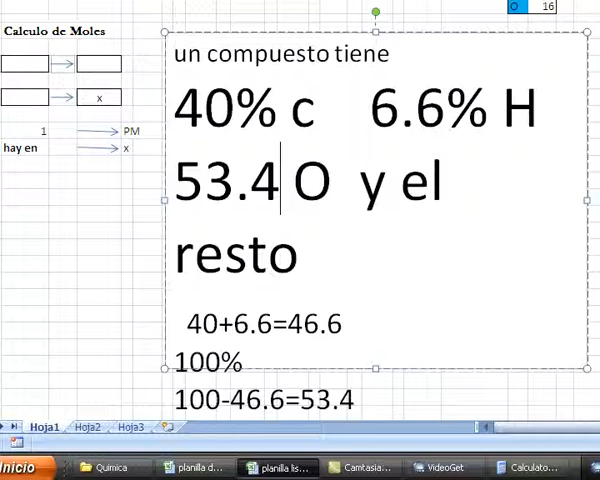 O 16
Calculo de Moles
x
1 PM
hay en x
un compuesto tiene
40% c 6.6% H
53.4 O y el
resto
40+6.6=46.6
100%
100-46.6=53.4
Hoja1 Hoja2 Hoja3
Inicio Quimica planilla d... planilla lis... Camtasia... VideoGet Calculato...